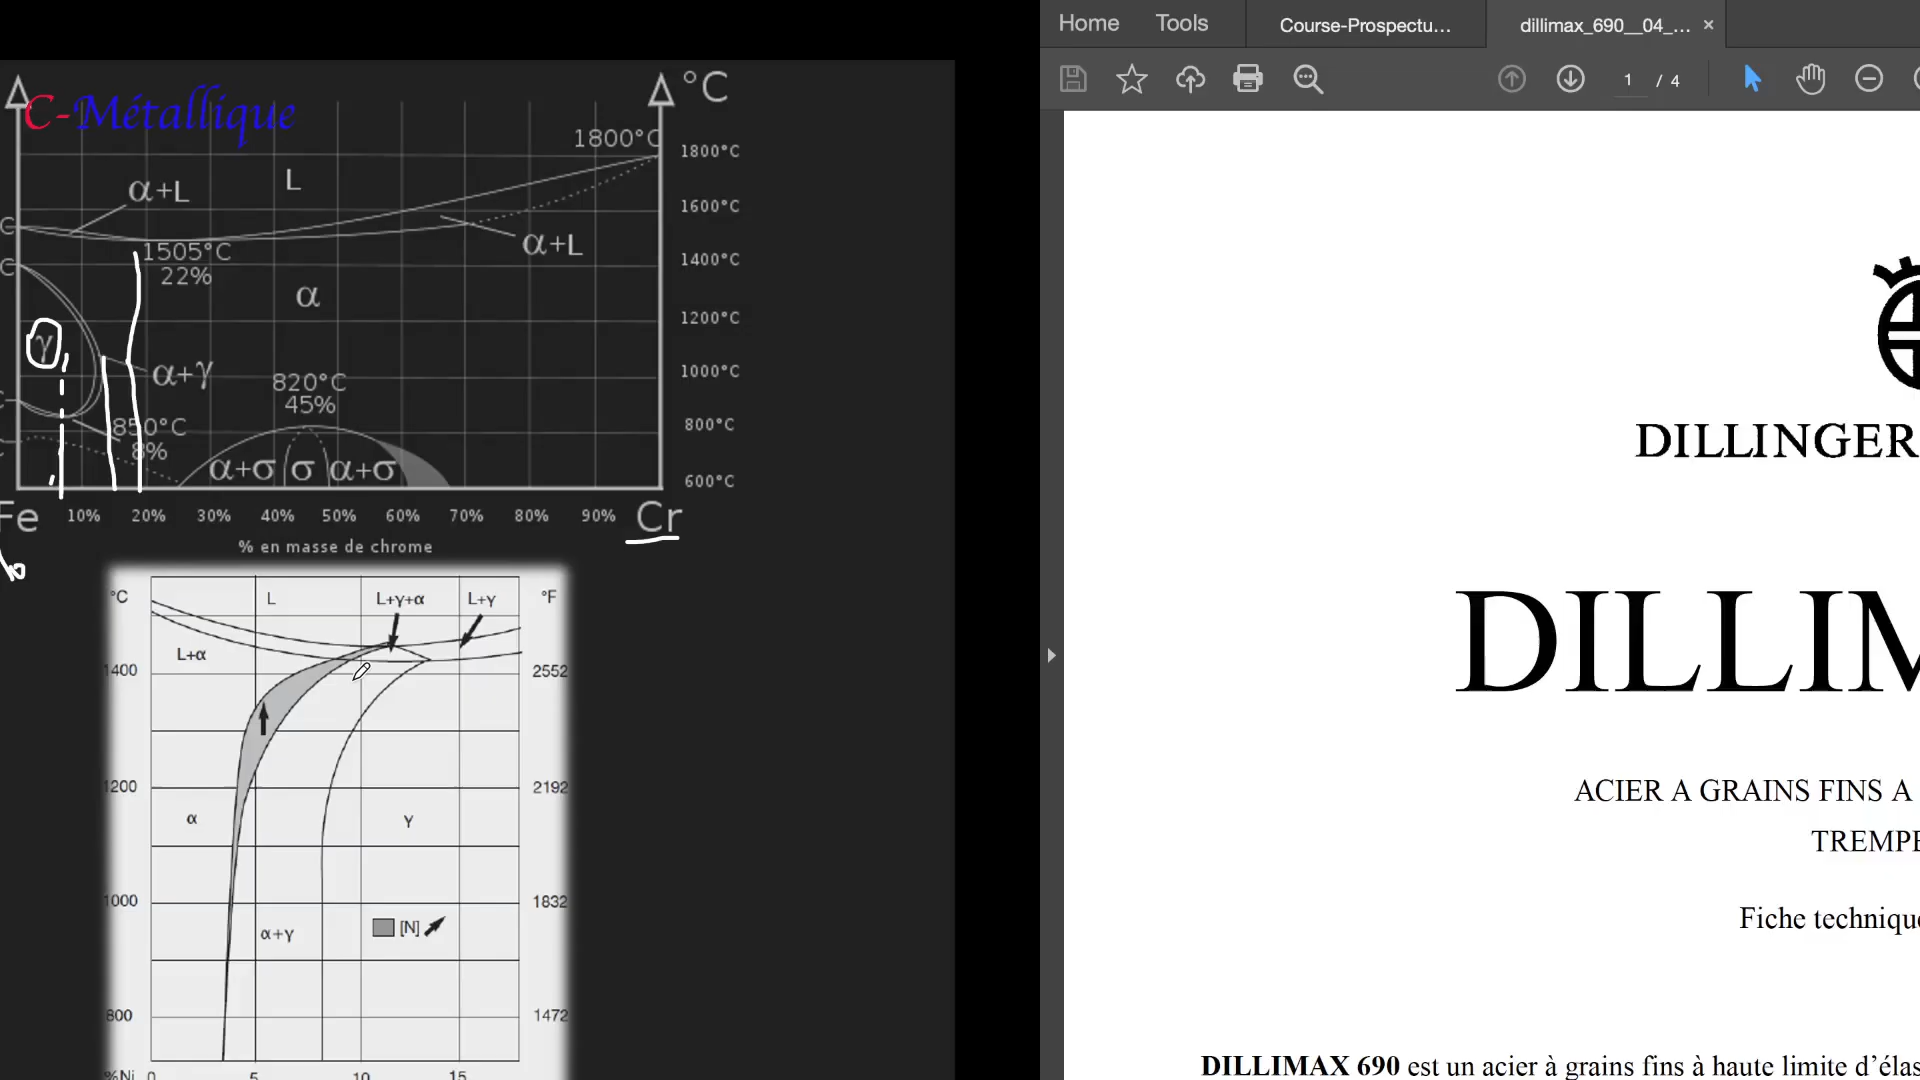 °C
C-Métallique
1800°C
1800°C
α+L
L
1600°C
C
1505°C
α+L
1400°C
C
22%
α
1200°C
γ
α+γ
820°C
1000°C
45%
850°C
800°C
8%
α+σ
σ
α+σ
600°C
Fe
10%
20%
30%
40%
50%
60%
70%
80%
90%
Cr
% en masse de chrome
°C
L
L+γ+α
L+γ
°F
L+α
1400
2552
1200
2192
α
γ
1000
1832
α+γ
[N]
800
1472
%Ni
0
5
10
15
Home
Tools
Course-Prospectu...
dillimax_690__04_...
×
1 / 4
DILLINGER
DILLIM
ACIER A GRAINS FINS A
TREMPE
Fiche technique
DILLIMAX 690 est un acier à grains fins à haute limite d’élas